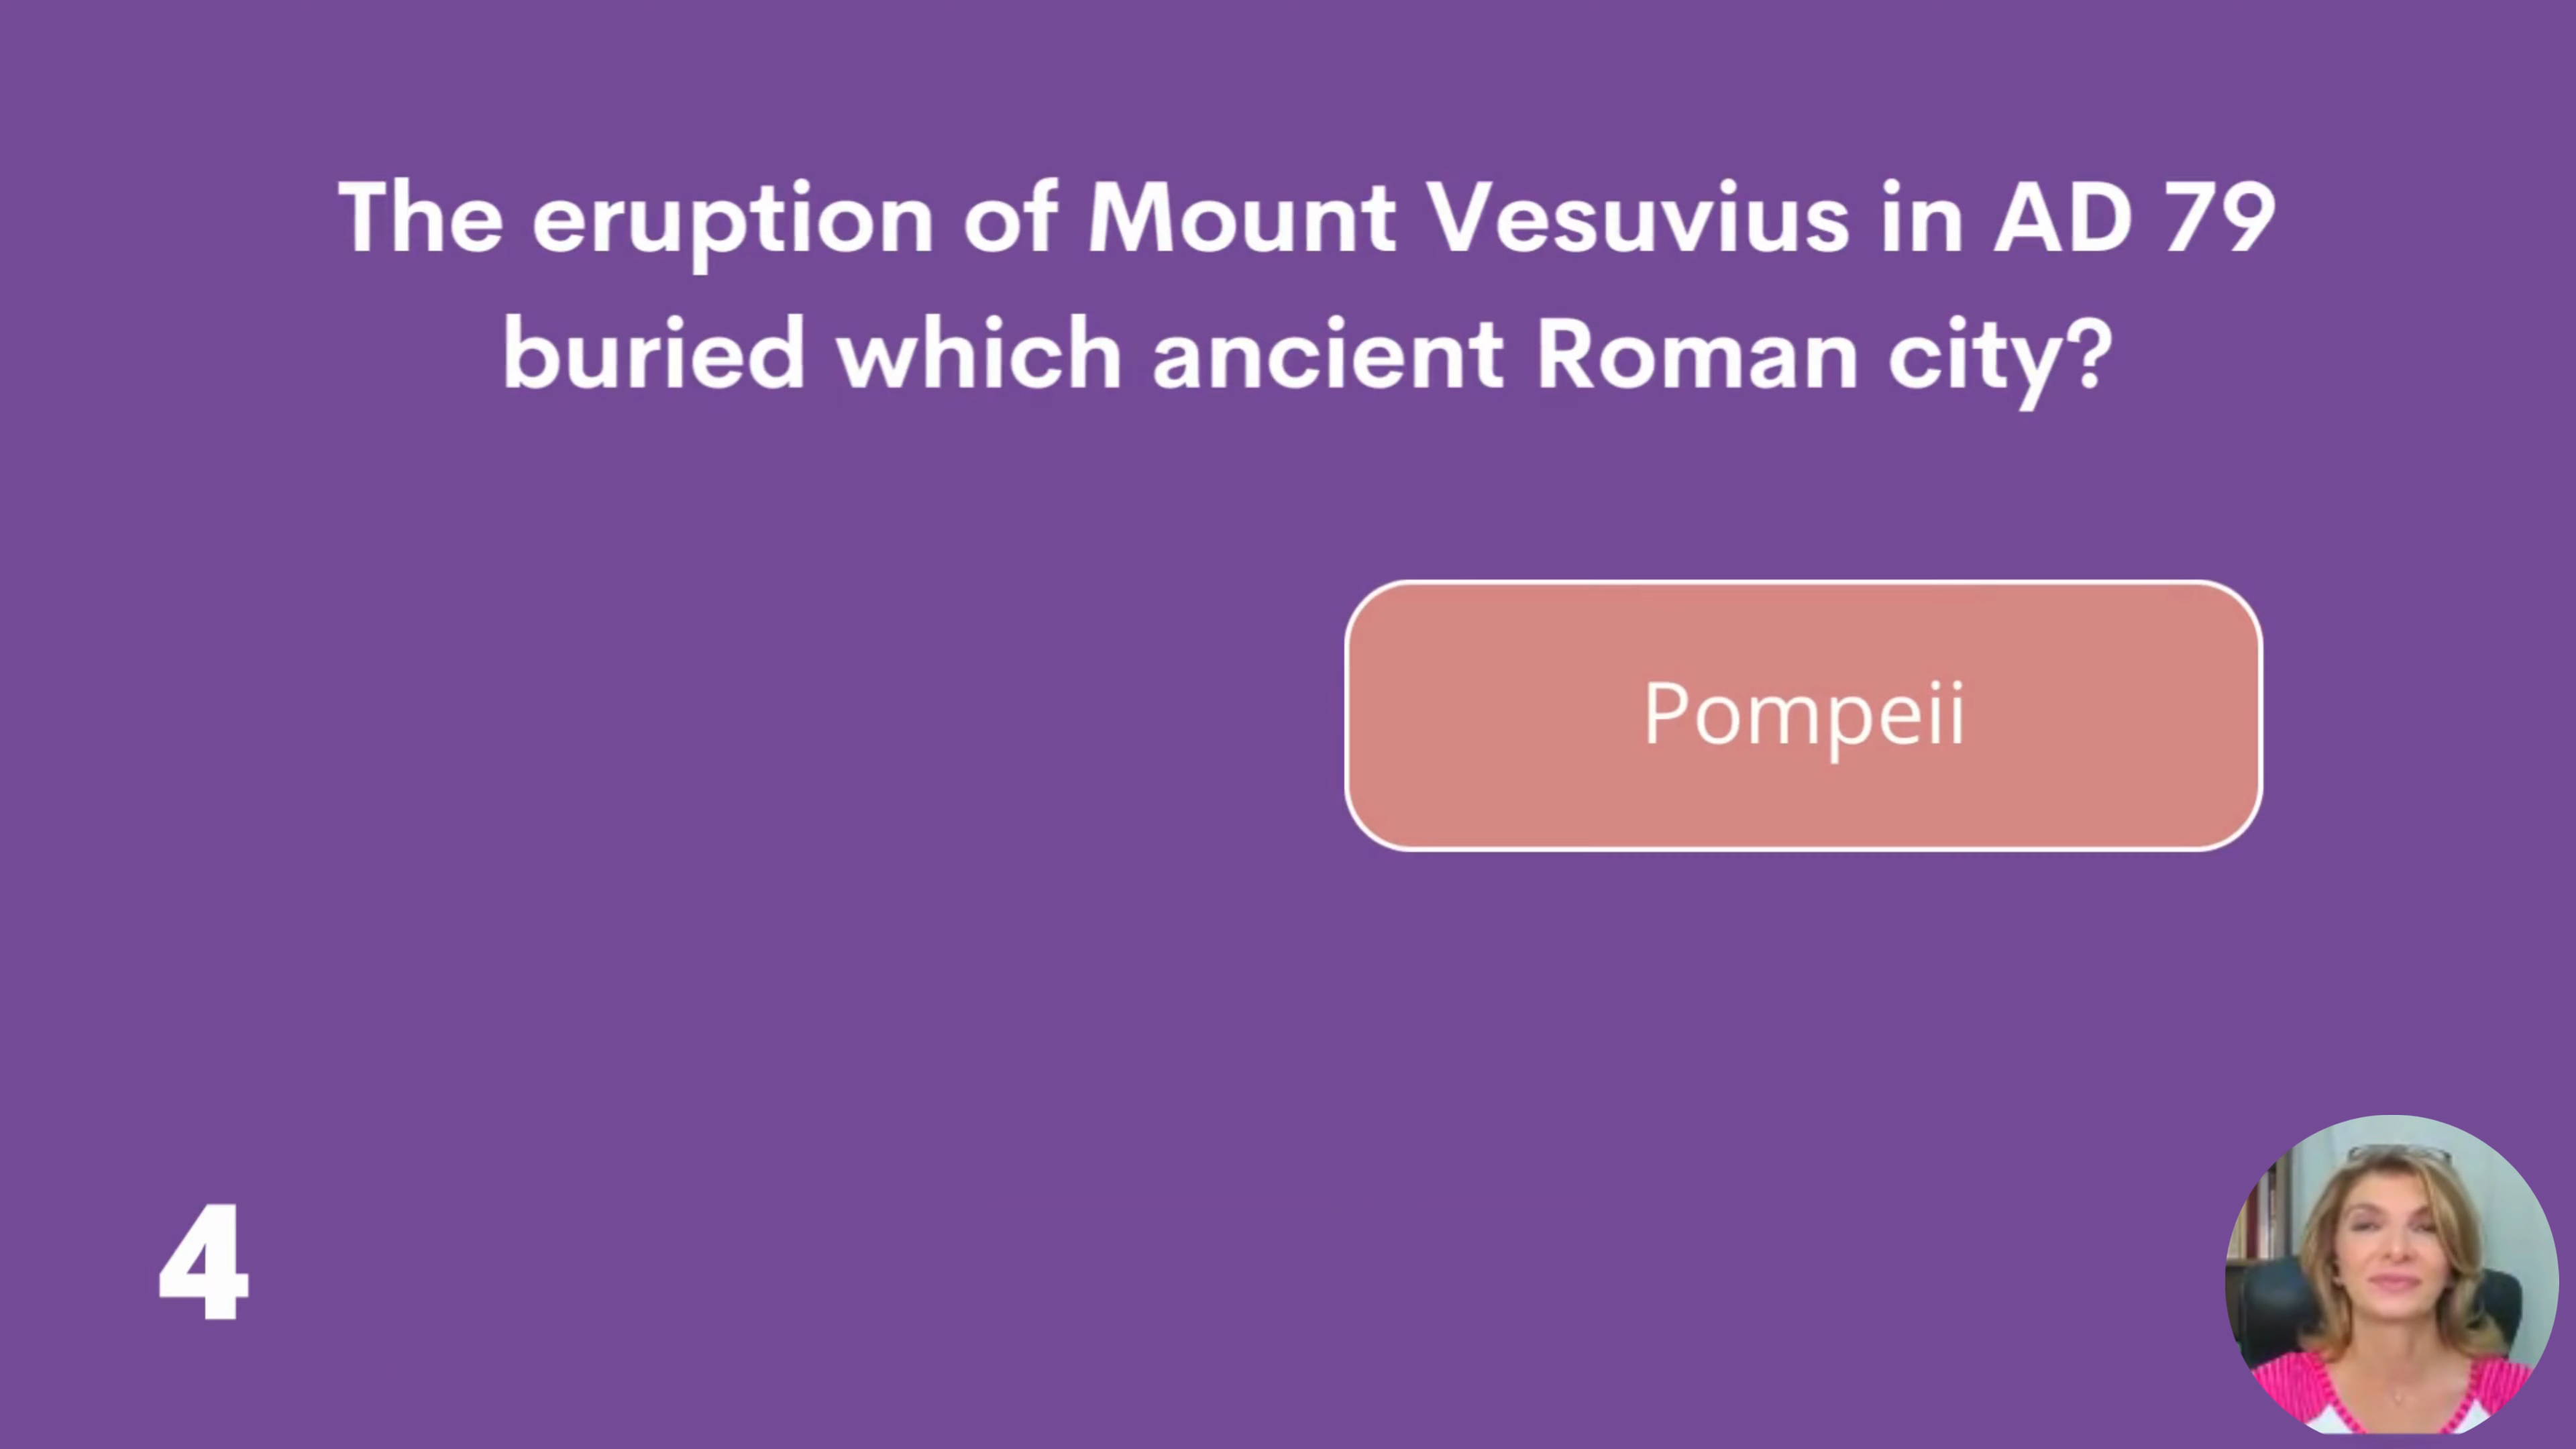 The eruption of Mount Vesuvius in AD 79
buried which ancient Roman city?
Pompeii
4